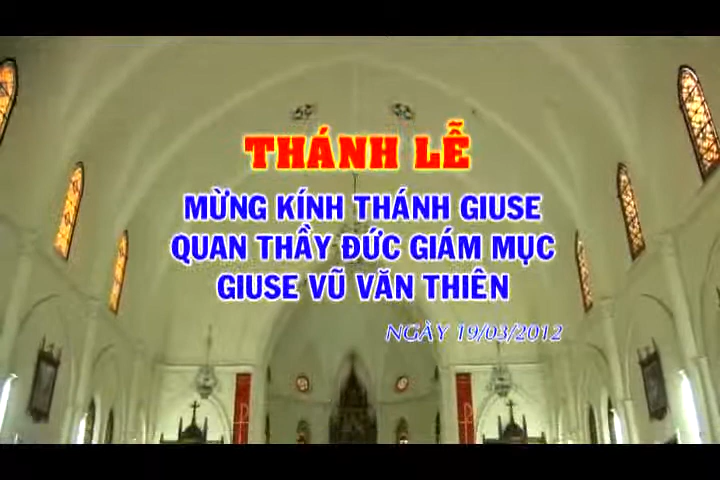 THÁNH LỄ
MỪNG KÍNH THÁNH GIUSE
QUAN THẦY ĐỨC GIÁM MỤC
GIUSE VŨ VĂN THIÊN
NGÀY 19/03/2012